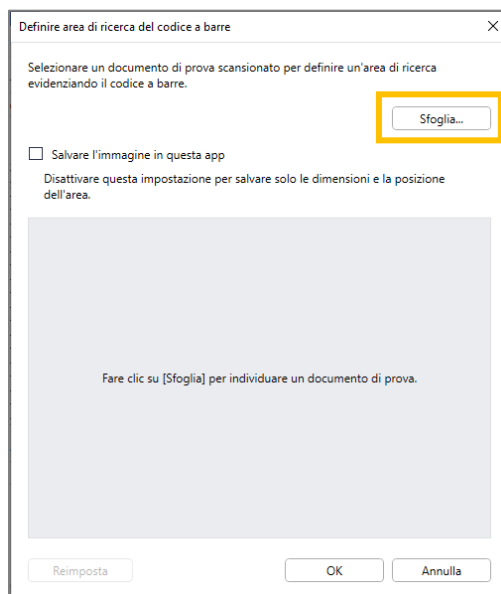 Definire area di ricerca del codice a barre
Selezionare un documento di prova scansionato per definire un'area di ricerca
evidenziando il codice a barre.
Sfoglia...
Salvare l'immagine in questa app
Disattivare questa impostazione per salvare solo le dimensioni e la posizione
dell'area.
Fare clic su [Sfoglia] per individuare un documento di prova.
Reimposta
OK
Annulla